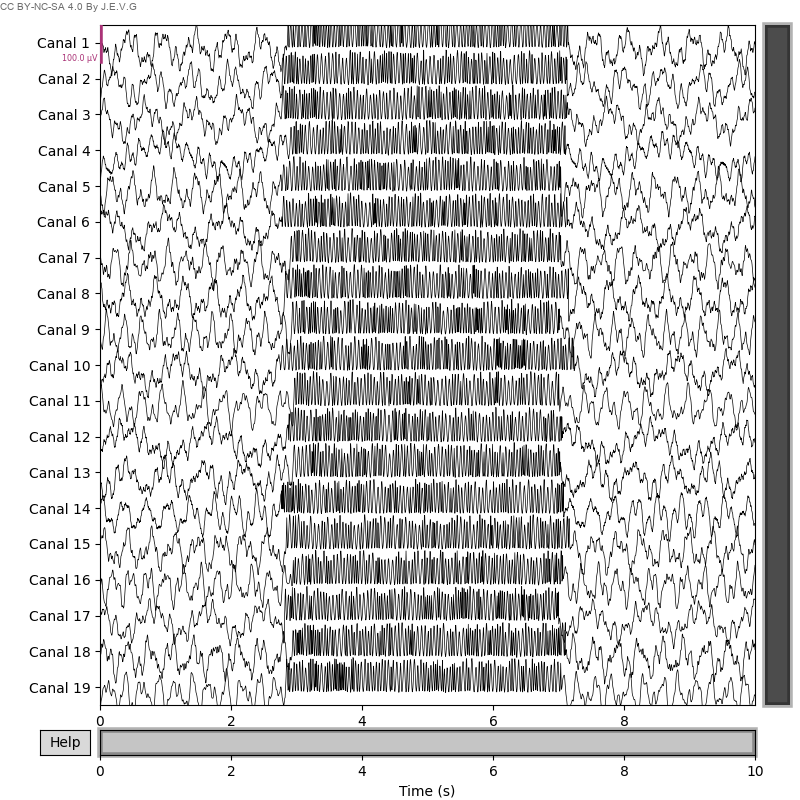 CC BY-NC-SA 4.0 By J.E.V.G
Canal 1
100.0 µV
Canal 2
Canal 3
Canal 4
Canal 5
Canal 6
Canal 7
Canal 8
Canal 9
Canal 10
Canal 11
Canal 12
Canal 13
Canal 14
Canal 15
Canal 16
Canal 17
Canal 18
Canal 19
0 2 4 6 8
Help
0 2 4 6 8 10
Time (s)